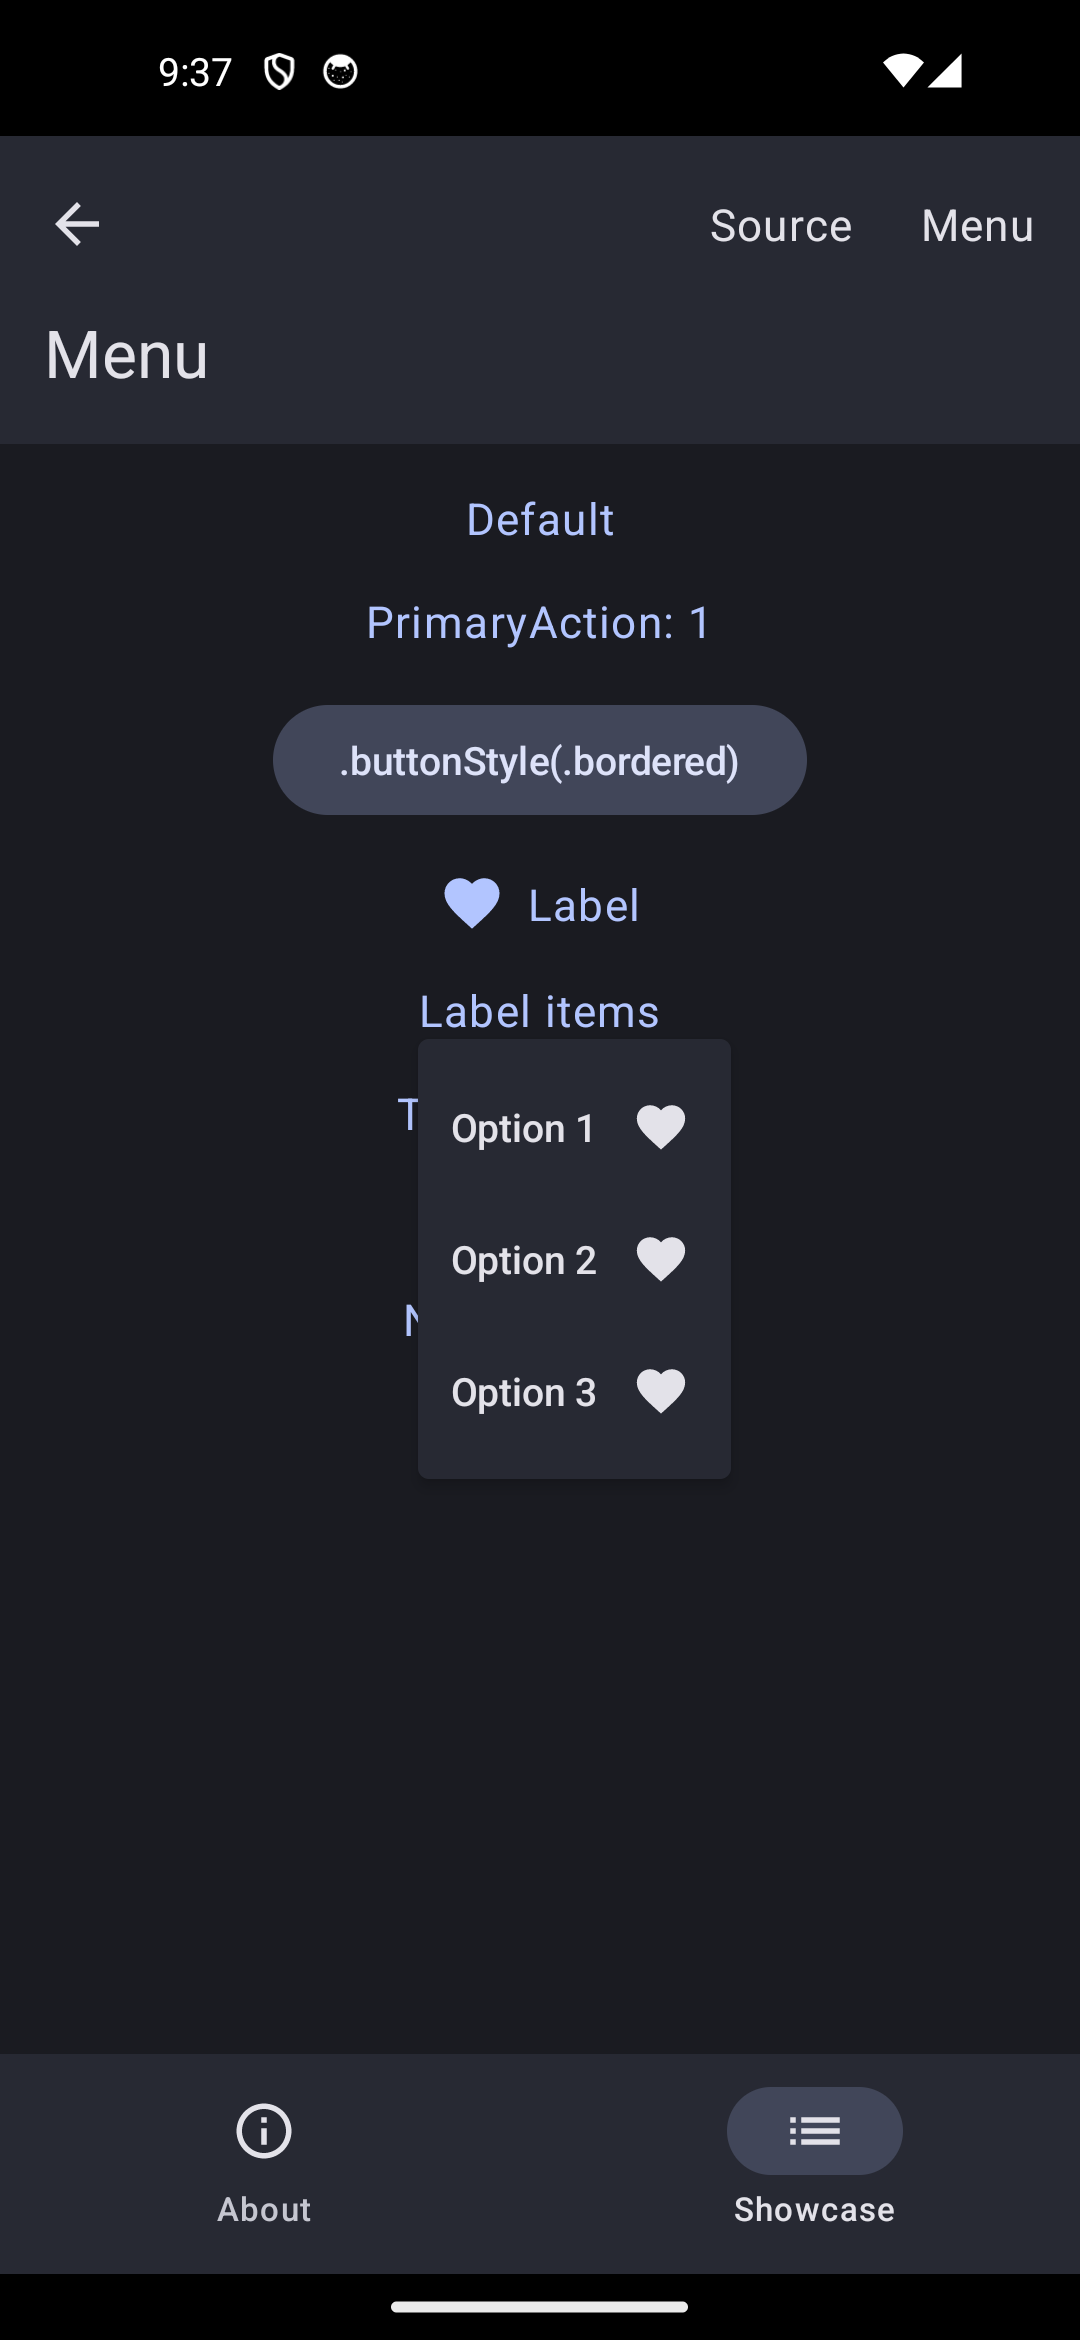 9:37
Source Menu
Menu
Default
PrimaryAction: 1
.buttonStyle(.bordered)
Label
Label items
Option 1
Option 2
Option 3
About
Showcase